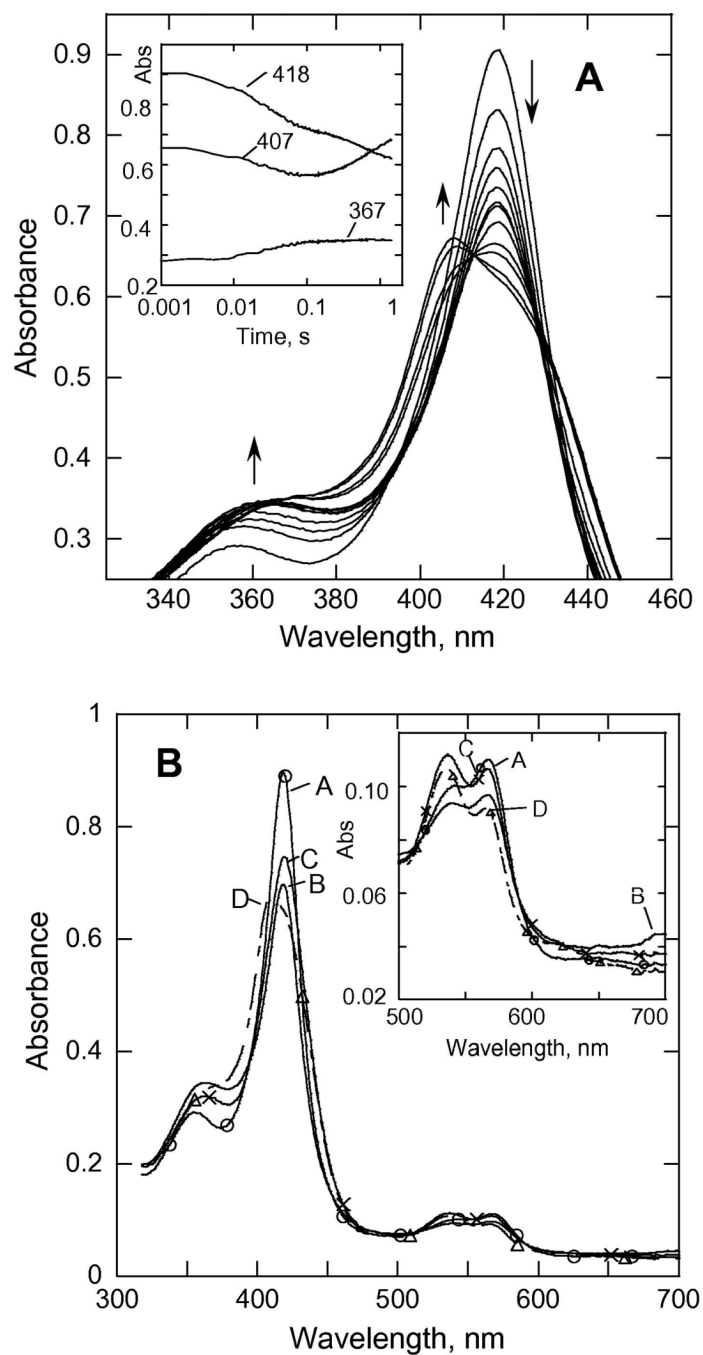 A
Absorbance
0.9
0.8
0.7
0.6
0.5
0.4
0.3
340 360 380 400 420 440 460
Wavelength, nm
Abs
0.8
0.6
0.4
0.2
418
407
367
0.001 0.01 0.1 1
Time, s
B
Absorbance
1
0.8
0.6
0.4
0.2
0
300 400 500 600 700
Wavelength, nm
A
C
B
D
Abs
0.10
0.06
0.02
C
A
D
B
500 600 700
Wavelength, nm